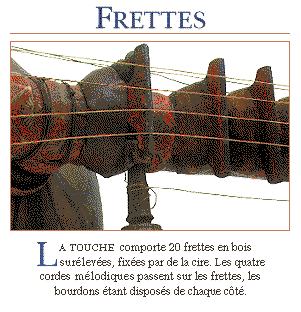 FRETTES
LA TOUCHE comporte 20 frettes en bois
surélevées, fixées par de la cire. Les quatre
cordes mélodiques passent sur les frettes, les
bourdons étant disposés de chaque côté.